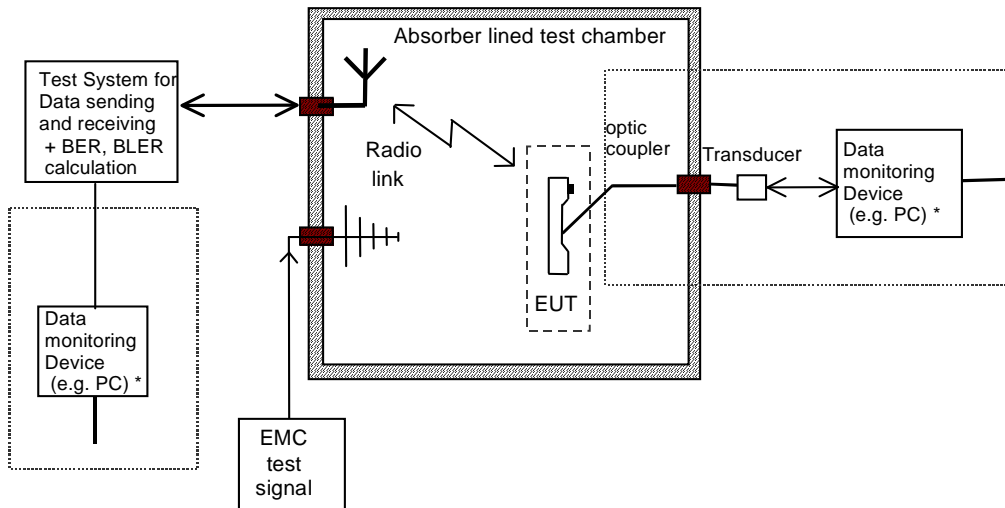 Absorber lined test chamber
Test System for
Data sending
and receiving
+ BER, BLER
calculation
Radio
link
optic
coupler
Transducer
Data
monitoring
Device
(e.g. PC) *
EUT
Data
monitoring
Device
(e.g. PC) *
EMC
test
signal